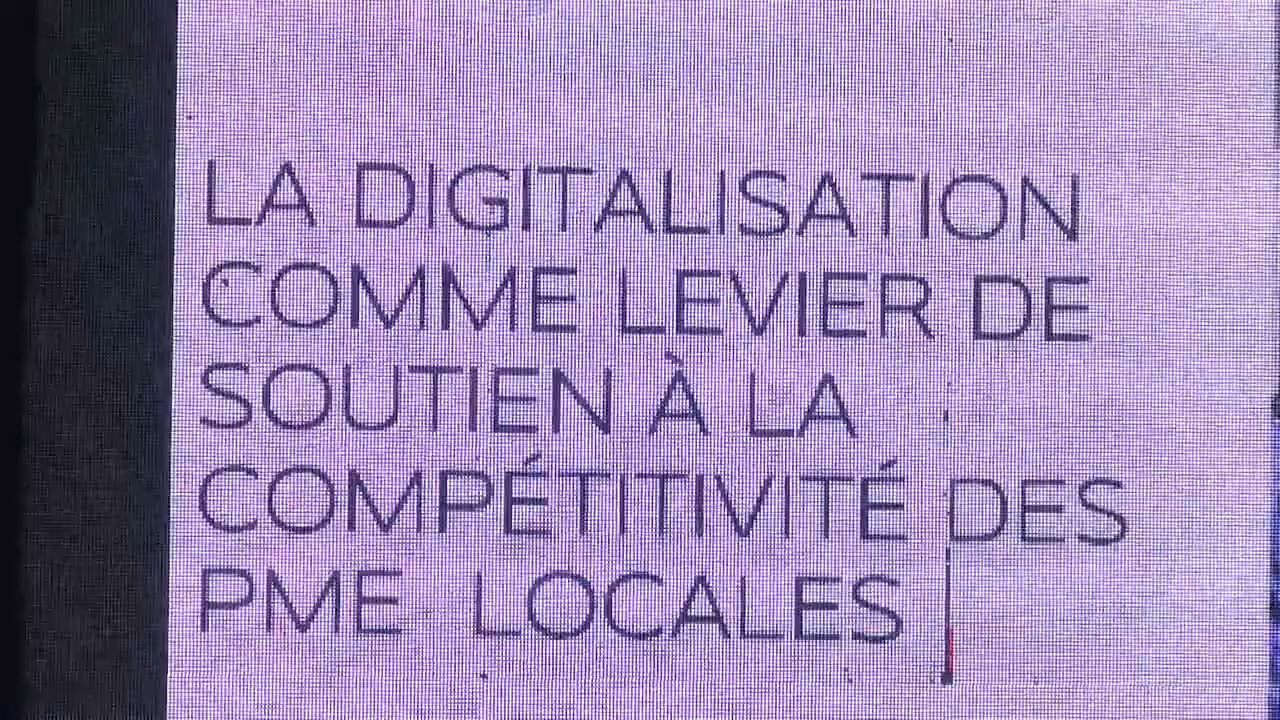 LA DIGITALISATION
COMME LEVIER DE
SOUTIEN À LA
COMPÉTITIVITÉ DES
PME LOCALES